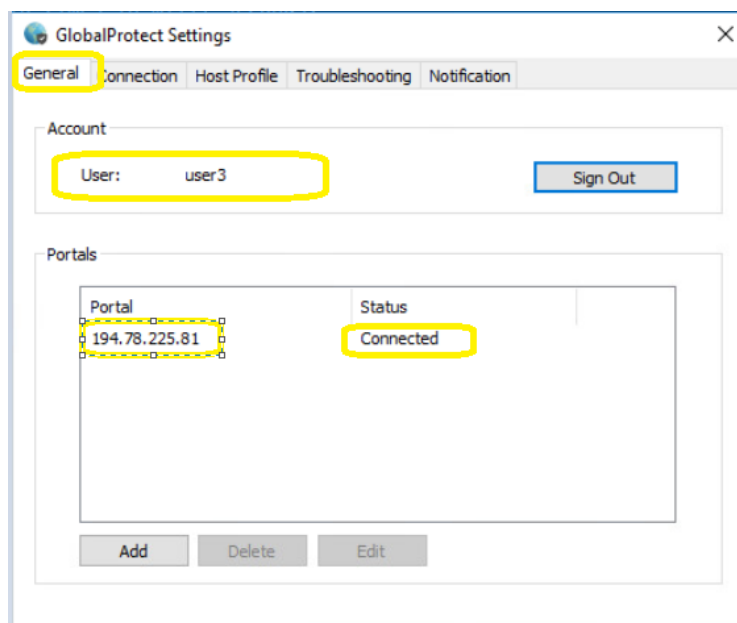 GlobalProtect Settings
General Connection Host Profile Troubleshooting Notification
Account
User: user3 Sign Out
Portals
Portal Status
194.78.225.81 Connected
Add Delete Edit